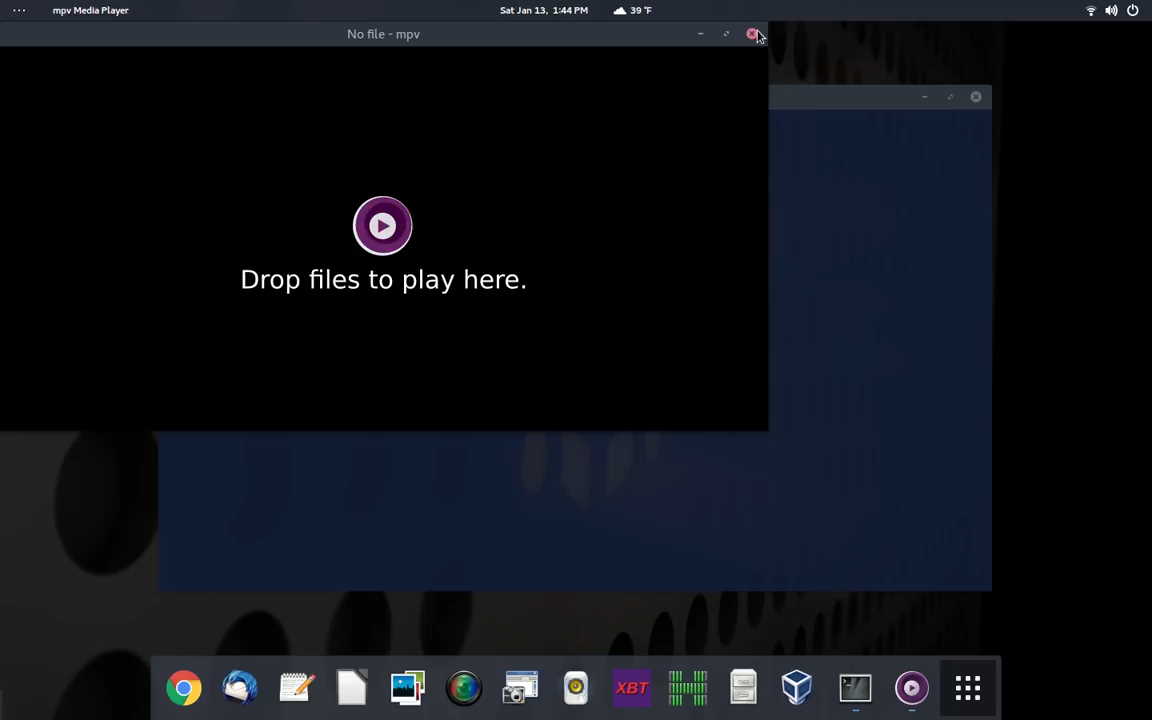 mpv Media Player
Sat Jan 13, 1:44 PM
39 °F
No file - mpv
Drop files to play here.
XBT